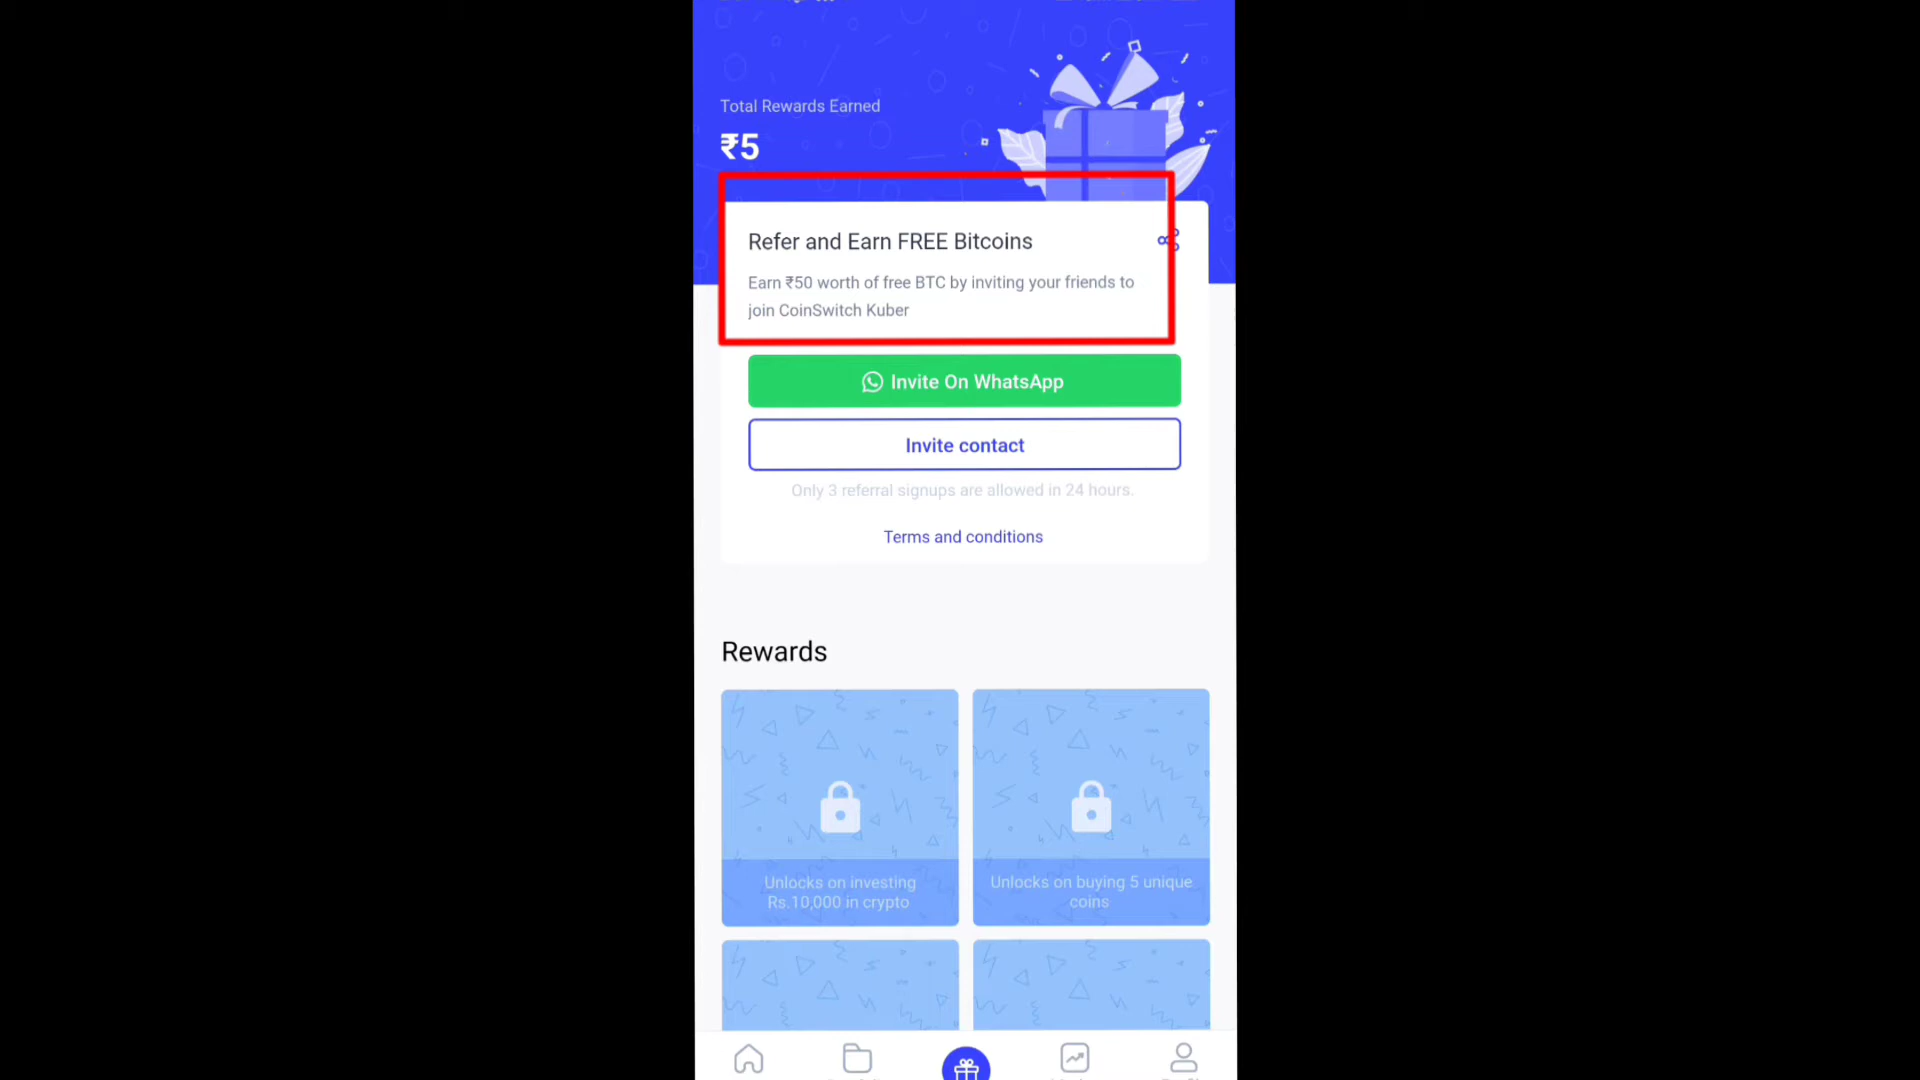 Total Rewards Earned
₹5
Refer and Earn FREE Bitcoins
Earn ₹50 worth of free BTC by inviting your friends to
join CoinSwitch Kuber
Invite On WhatsApp
Invite contact
Only 3 referral signups are allowed in 24 hours.
Terms and conditions
Rewards
Unlocks on investing
Rs.10,000 in crypto
Unlocks on buying 5 unique
coins